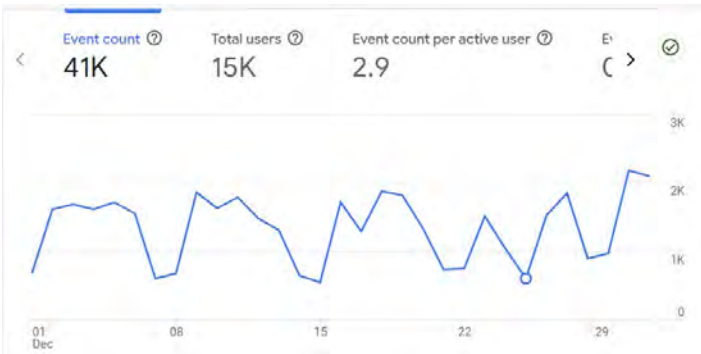 Event count
Total users
Event count per active user
41K
15K
2.9
3K
2K
1K
0
01
08
15
22
29
Dec